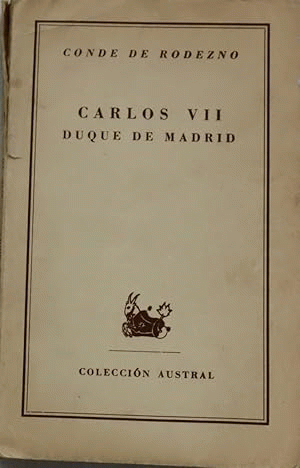 CONDE DE RODEZNO
CARLOS VII
DUQUE DE MADRID
COLECCIÓN AUSTRAL